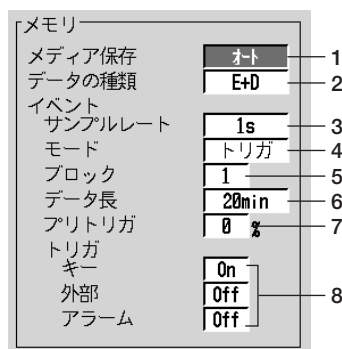 メモリ
メディア保存 オート 1
データの種類 E+D 2
イベント
サンプルレート 1s 3
モード トリガ 4
ブロック 1 5
データ長 20min 6
プリトリガ 0 % 7
トリガ
キー On
外部 Off 8
アラーム Off